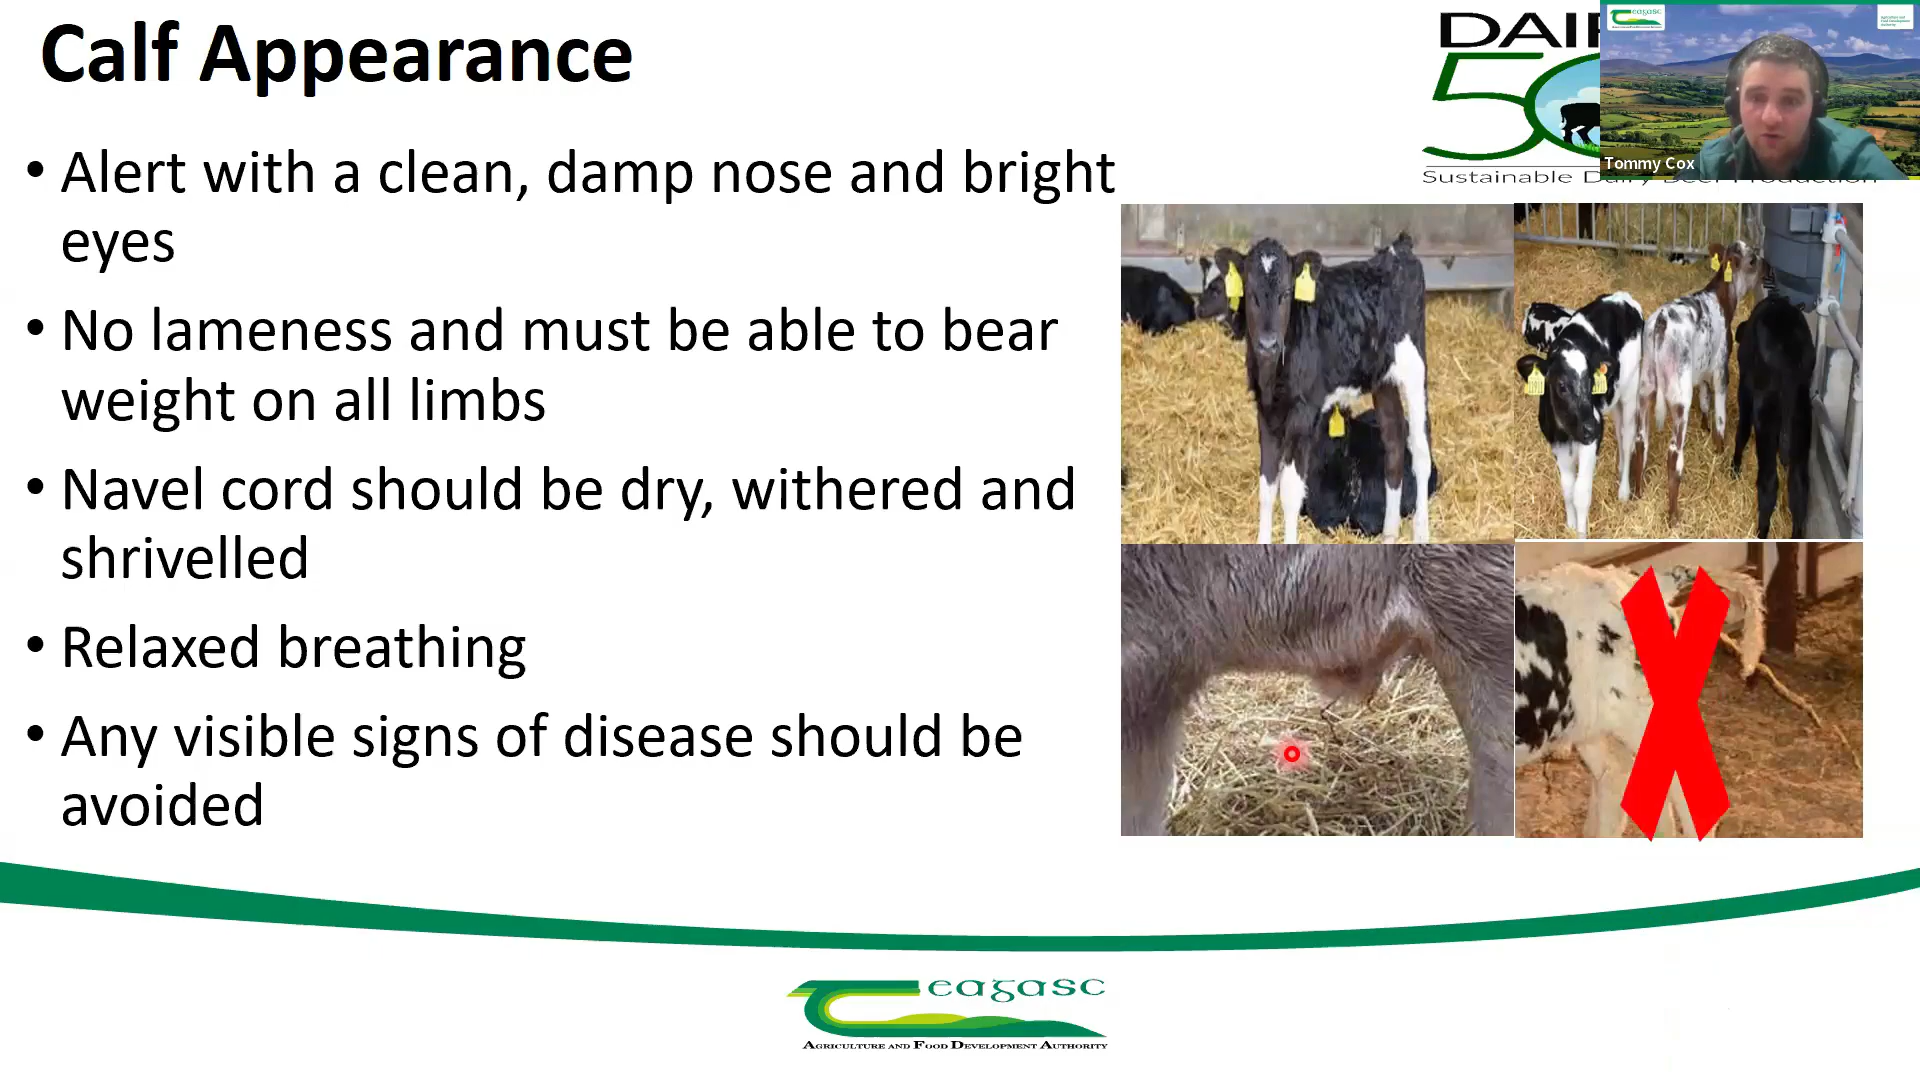 Calf Appearance
• Alert with a clean, damp nose and bright
eyes
• No lameness and must be able to bear
weight on all limbs
• Navel cord should be dry, withered and
shrivelled
• Relaxed breathing
• Any visible signs of disease should be
avoided
Sustainable Dairy Beef Production
teagasc
Tommy Cox
teagasc
AGRICULTURE AND FOOD DEVELOPMENT AUTHORITY